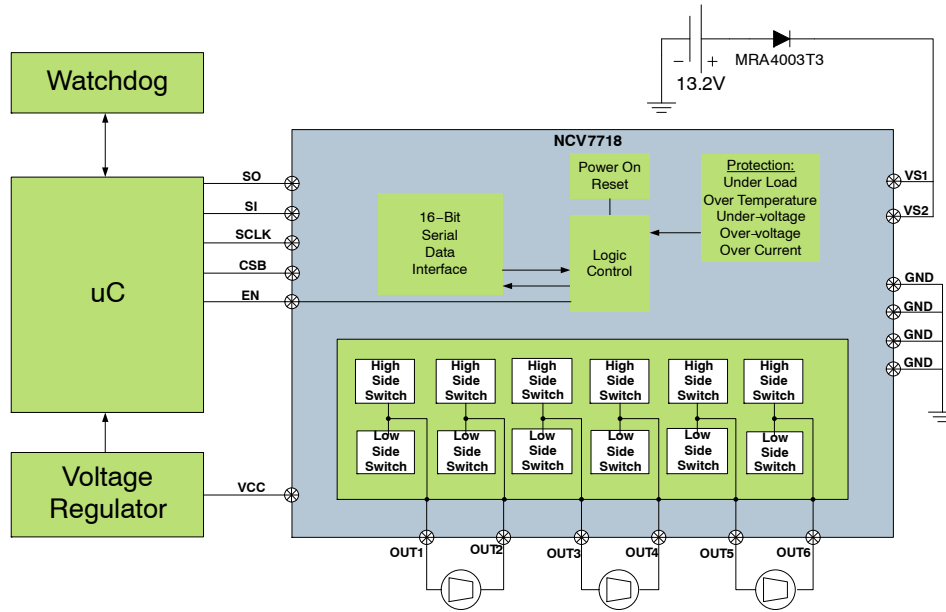 Watchdog
− +
MRA4003T3
13.2V
NCV7718
uC
SO
SI
SCLK
CSB
EN
16−Bit
Serial
Data
Interface
Power On
Reset
Logic
Control
Protection:
Under Load
Over Temperature
Under−voltage
Over−voltage
Over Current
VS1
VS2
GND
GND
GND
GND
High
Side
Switch
High
Side
Switch
High
Side
Switch
High
Side
Switch
High
Side
Switch
High
Side
Switch
Low
Side
Switch
Low
Side
Switch
Low
Side
Switch
Low
Side
Switch
Low
Side
Switch
Low
Side
Switch
Voltage
Regulator
VCC
OUT1
OUT2
OUT3
OUT4
OUT5
OUT6